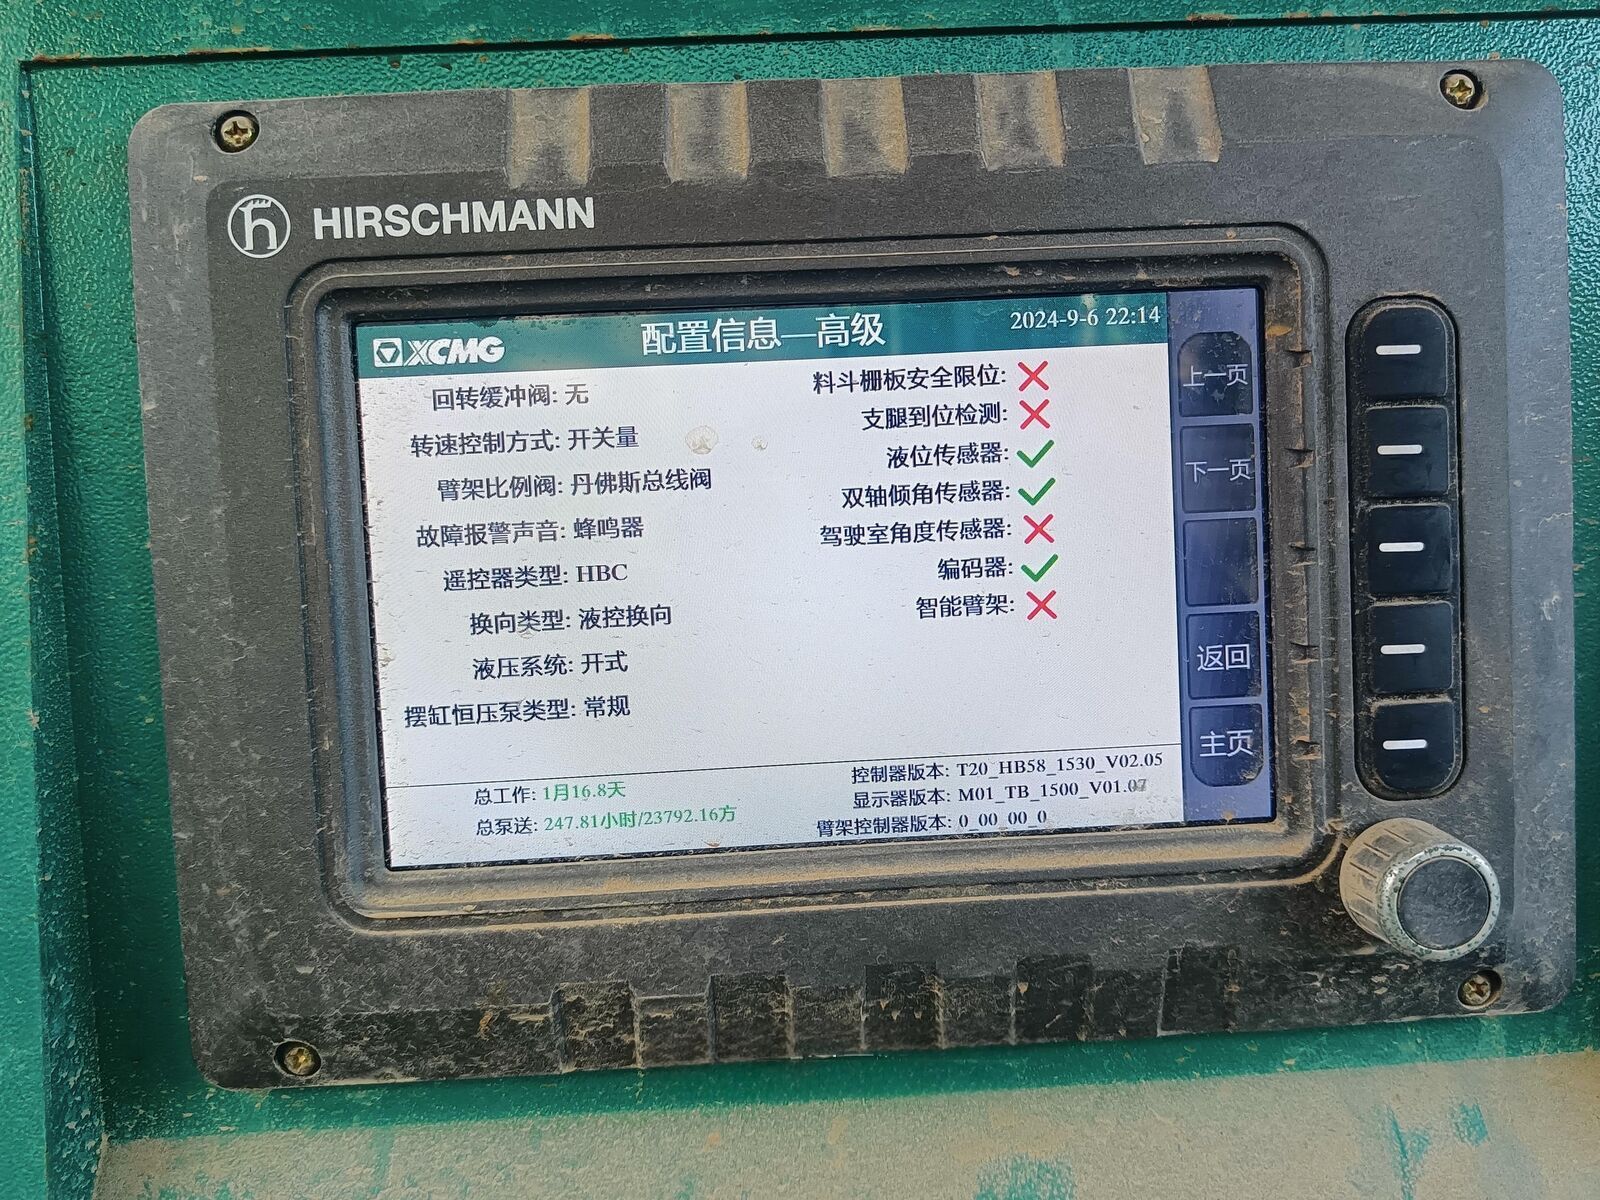 HIRSCHMANN
XCMG
配置信息—高级
2024-9-6 22:14
回转缓冲阀: 无
转速控制方式: 开关量
臂架比例阀: 丹佛斯总线阀
故障报警声音: 蜂鸣器
遥控器类型: HBC
换向类型: 液控换向
液压系统: 开式
摆缸恒压泵类型: 常规
料斗栅板安全限位:
支腿到位检测:
液位传感器:
双轴倾角传感器:
驾驶室角度传感器:
编码器:
智能臂架:
总工作: 1月16.8天
总泵送: 247.81小时/23792.16方
控制器版本: T20_HB58_1530_V02.05
显示器版本: M01_TB_1500_V01.07
臂架控制器版本: 0_00_00_0
上一页
下一页
返回
主页